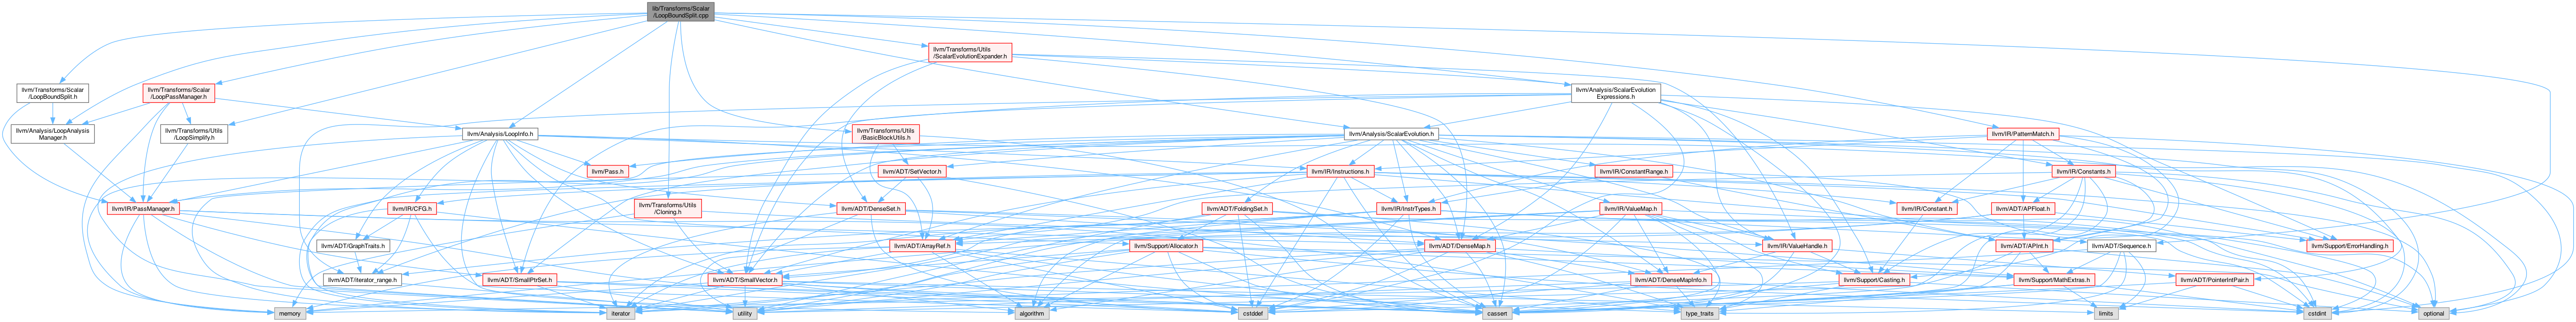 lib/Transforms/Scalar
/LoopBoundSplit.cpp
llvm/Transforms/Utils
/ScalarEvolutionExpander.h
llvm/Transforms/Scalar
/LoopBoundSplit.h
llvm/Transforms/Scalar
/LoopPassManager.h
llvm/Analysis/ScalarEvolution
Expressions.h
llvm/Analysis/LoopAnalysis
Manager.h
llvm/Transforms/Utils
/LoopSimplify.h
llvm/Analysis/LoopInfo.h
llvm/Transforms/Utils
/BasicBlockUtils.h
llvm/Analysis/ScalarEvolution.h
llvm/IR/PatternMatch.h
llvm/Pass.h
llvm/ADT/SetVector.h
llvm/IR/Instructions.h
llvm/IR/ConstantRange.h
llvm/IR/Constants.h
llvm/IR/PassManager.h
llvm/IR/CFG.h
llvm/Transforms/Utils
/Cloning.h
llvm/ADT/DenseSet.h
llvm/ADT/FoldingSet.h
llvm/IR/InstrTypes.h
llvm/IR/ValueMap.h
llvm/IR/Constant.h
llvm/ADT/APFloat.h
llvm/ADT/GraphTraits.h
llvm/ADT/ArrayRef.h
llvm/Support/Allocator.h
llvm/ADT/DenseMap.h
llvm/IR/ValueHandle.h
llvm/ADT/APInt.h
llvm/ADT/Sequence.h
llvm/Support/ErrorHandling.h
llvm/ADT/iterator_range.h
llvm/ADT/SmallPtrSet.h
llvm/ADT/SmallVector.h
llvm/ADT/DenseMapInfo.h
llvm/Support/Casting.h
llvm/Support/MathExtras.h
llvm/ADT/PointerIntPair.h
memory
iterator
utility
algorithm
cstddef
cassert
type_traits
limits
cstdint
optional